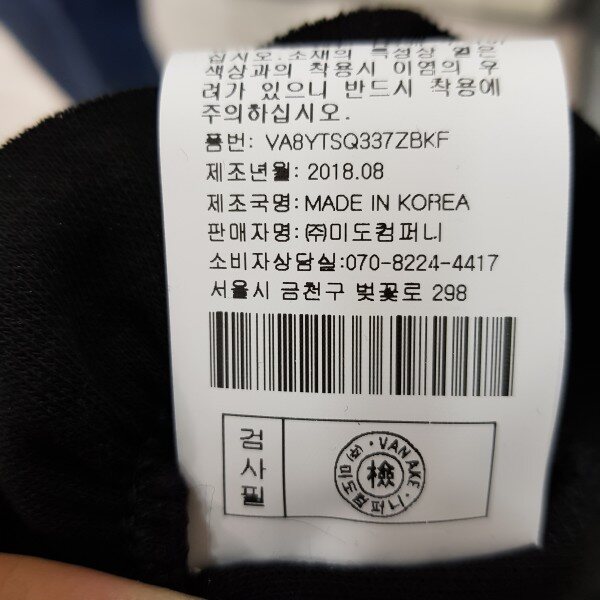 십시오.소재의 특성상 옅은
색상과의 착용시 이염의 우
려가 있으니 반드시 착용에
주의하십시오.
품번: VA8YTSQ337ZBKF
제조년월: 2018.08
제조국명: MADE IN KOREA
판매자명: ㈜미도컴퍼니
소비자상담실:070-8224-4417
서울시 금천구 벚꽃로 298
검사필
VAN AKE
㈜미도컴퍼니
檢